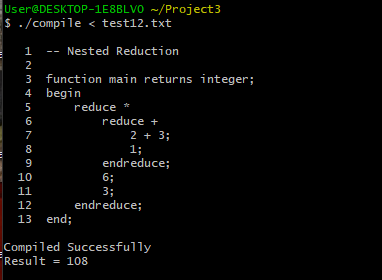 User@DESKTOP-1E88LVO ~/Project3
$ ./compile < test12.txt
1 -- Nested Reduction
2
3 function main returns integer;
4 begin
5 reduce *
6 reduce +
7 2 + 3;
8 1;
9 endreduce;
10 6;
11 3;
12 endreduce;
13 end;
Compiled Successfully
Result = 108